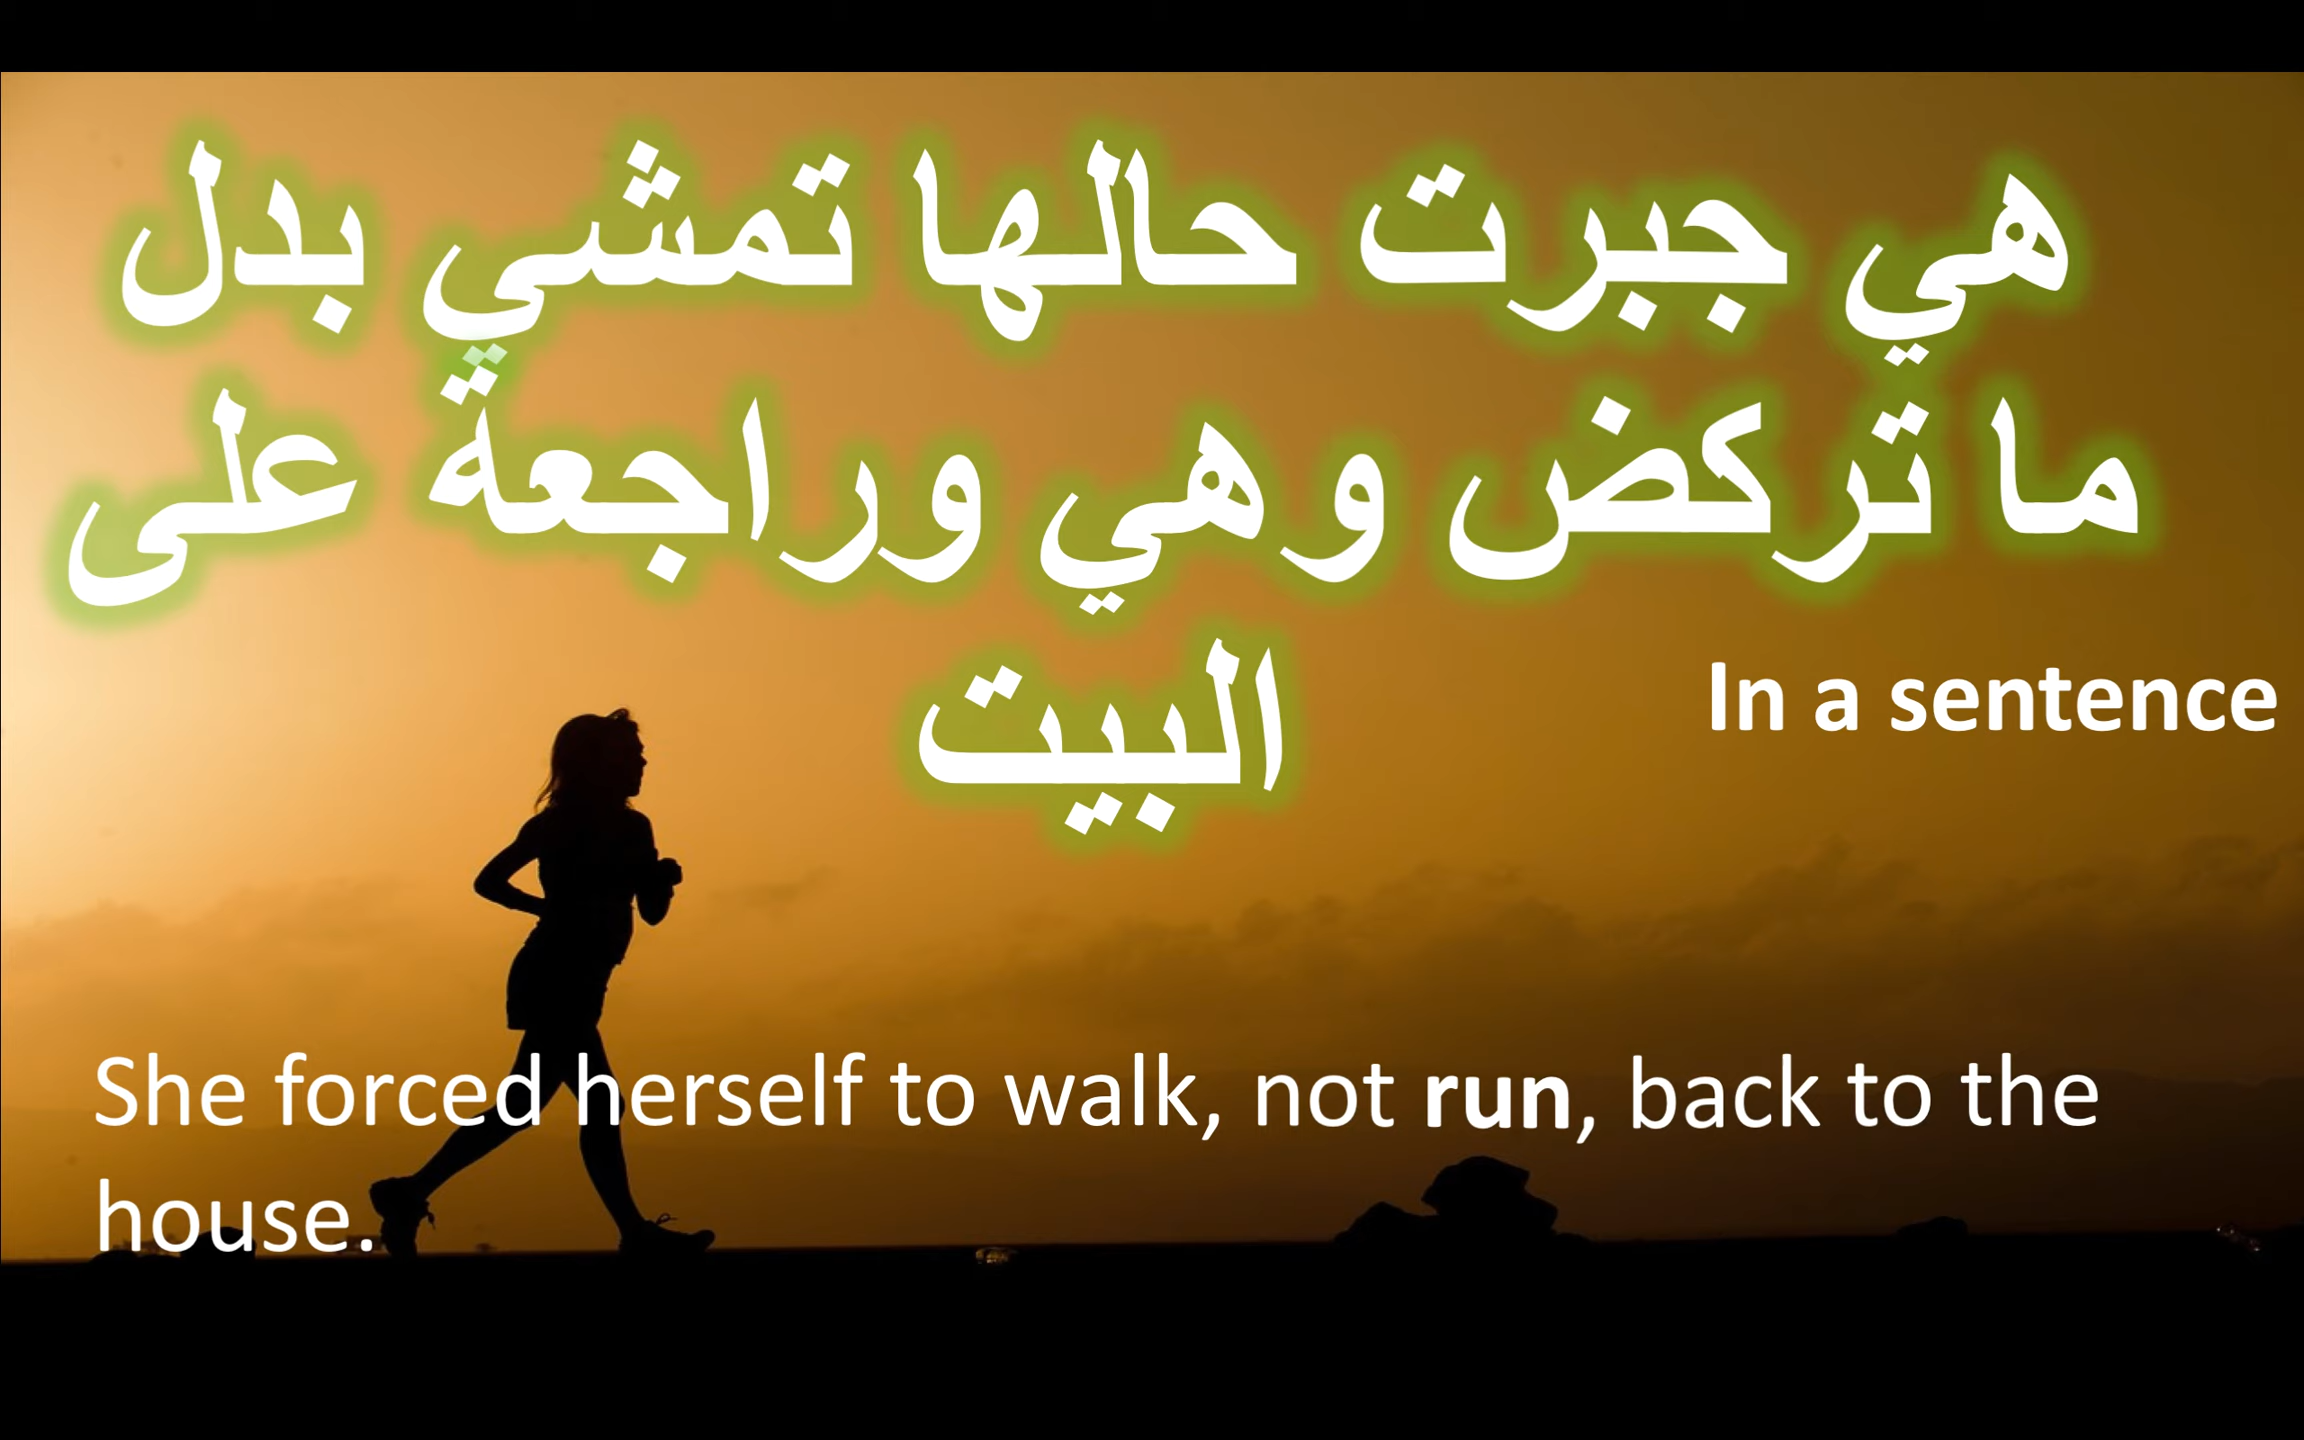 هي جبرت حالها تمشي بدل
ما تركض وهي وراجعة على
البيت
In a sentence
She forced herself to walk, not run, back to the
house.